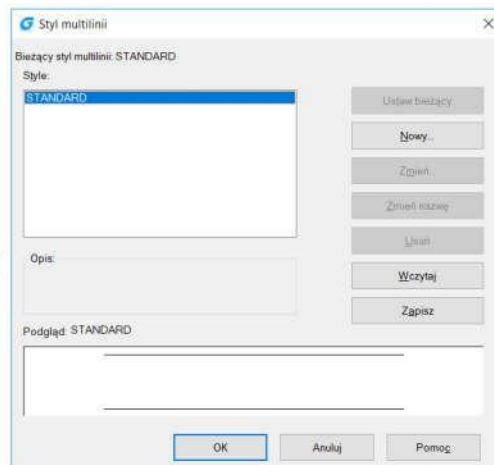 Styl multilinii
Bieżący styl multilinii: STANDARD
Style:
STANDARD
Ustaw bieżący
Nowy...
Zmień...
Zmień nazwę
Usuń
Opis:
Wczytaj
Zapisz
Podgląd: STANDARD
OK
Anuluj
Pomoc